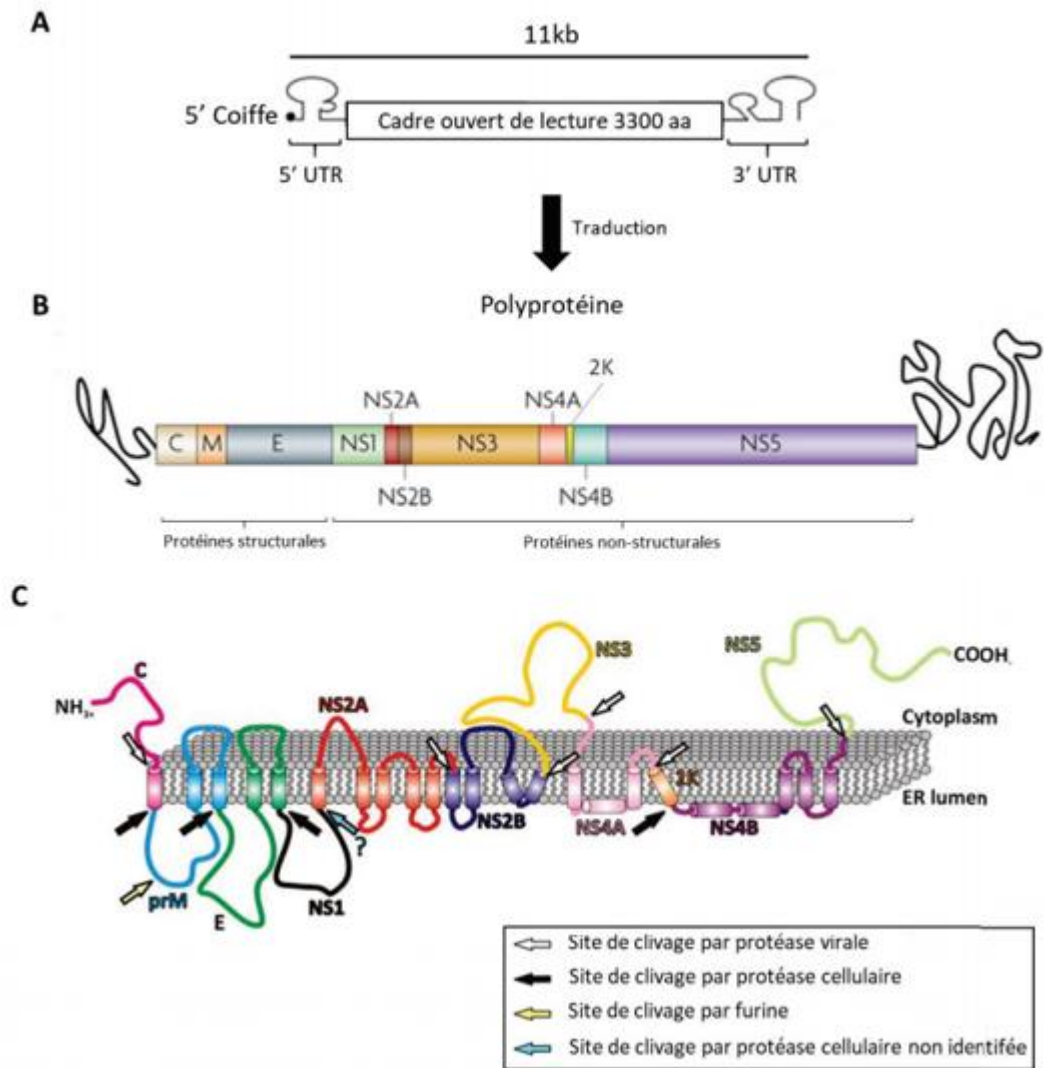 A
11kb
5' Coiffe
Cadre ouvert de lecture 3300 aa
5' UTR
3' UTR
Traduction
B
Polyprotéine
2K
NS2A
NS4A
C M E NS1 NS3 NS5
NS2B
NS4B
Protéines structurales
Protéines non-structurales
C
NS3
NS5
C
COOH
NH3+
NS2A
Cytoplasm
2K
ER lumen
NS2B
NS4A
NS4B
?
prM
NS1
E
Site de clivage par protéase virale
Site de clivage par protéase cellulaire
Site de clivage par furine
Site de clivage par protéase cellulaire non identifée